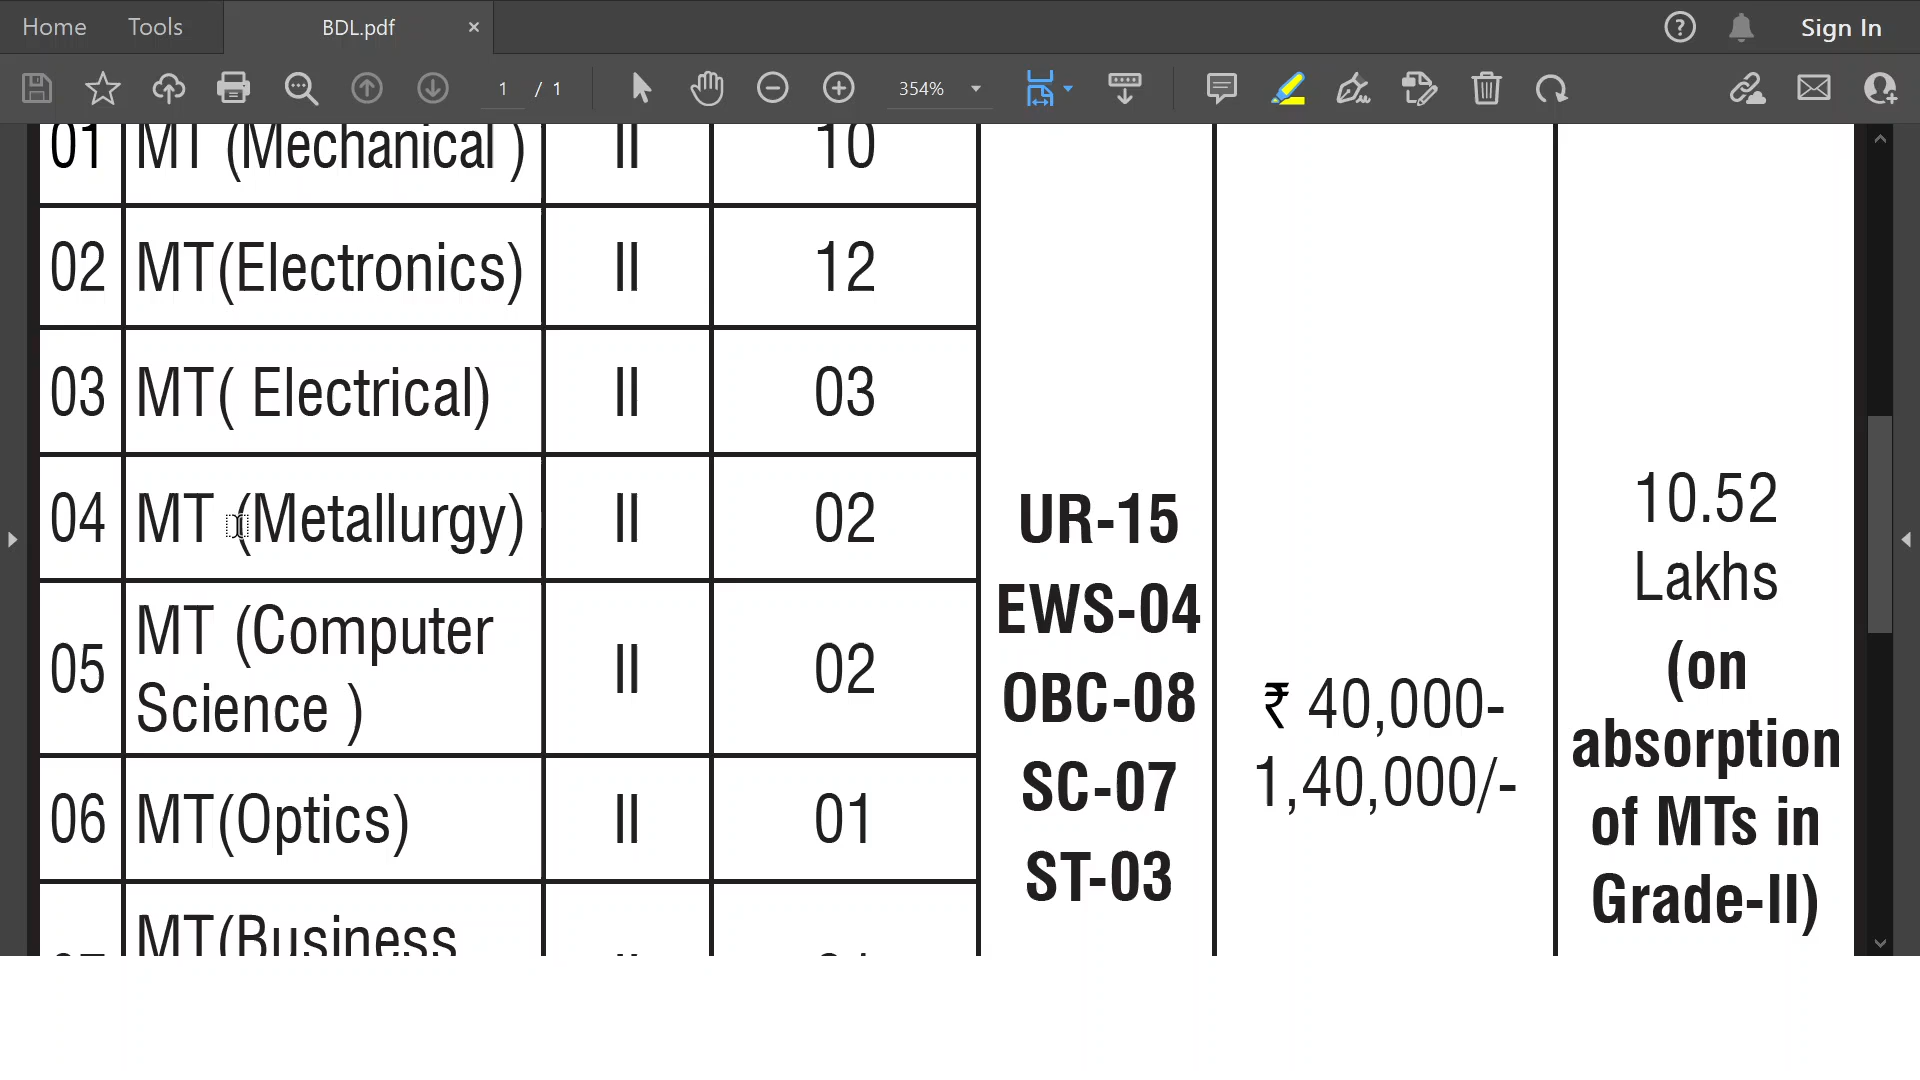 Home Tools BDL.pdf × ? Sign In
1 / 1 354%
01 MT (Mechanical ) II 10
02 MT(Electronics) II 12
03 MT( Electrical) II 03
04 MT (Metallurgy) II 02
05 MT (Computer
Science ) II 02
06 MT(Optics) II 01
MT(Business
UR-15
EWS-04
OBC-08
SC-07
ST-03
₹ 40,000-
1,40,000/-
10.52
Lakhs
(on
absorption
of MTs in
Grade-II)